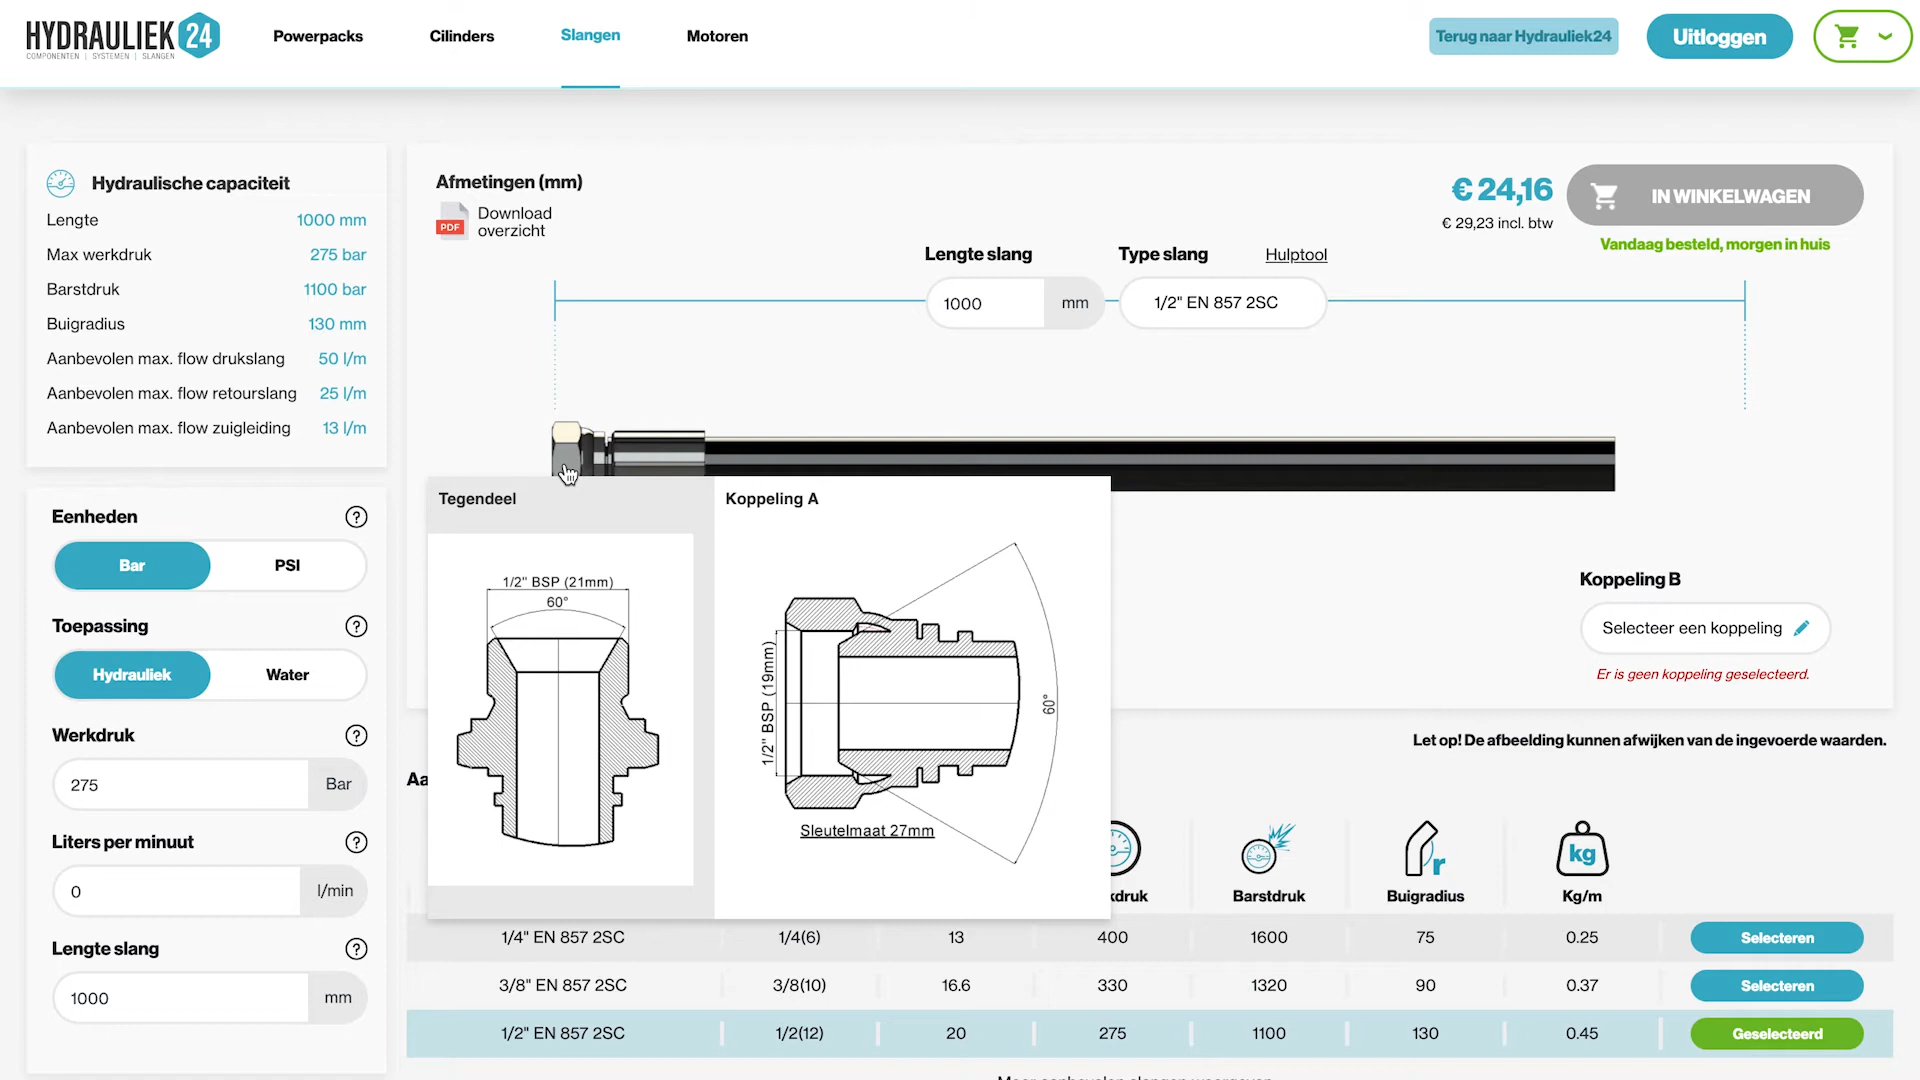 HYDRAULIEK 24
COMPONENTEN | SYSTEMEN | SLANGEN
Powerpacks
Cilinders
Slangen
Motoren
Terug naar Hydrauliek24
Uitloggen
Hydraulische capaciteit
Lengte 1000 mm
Max werkdruk 275 bar
Barstdruk 1100 bar
Buigradius 130 mm
Aanbevolen max. flow drukslang 50 l/m
Aanbevolen max. flow retourslang 25 l/m
Aanbevolen max. flow zuigleiding 13 l/m
Eenheden ?
Bar PSI
Toepassing ?
Hydrauliek Water
Werkdruk ?
275 Bar
Liters per minuut ?
0 l/min
Lengte slang ?
1000 mm
Afmetingen (mm)
PDF
Download
overzicht
€ 24,16
€ 29,23 incl. btw
IN WINKELWAGEN
Vandaag besteld, morgen in huis
Lengte slang
1000 mm
Type slang Hulptool
1/2" EN 857 2SC
Tegendeel
1/2" BSP (21mm)
60°
Koppeling A
1/2" BSP (19mm)
60°
Sleutelmaat 27mm
Koppeling B
Selecteer een koppeling
Er is geen koppeling geselecteerd.
Let op! De afbeelding kunnen afwijken van de ingevoerde waarden.
Aa
kdruk
Barstdruk
r
Buigradius
kg
Kg/m
1/4" EN 857 2SC 1/4(6) 13 400 1600 75 0.25 Selecteren
3/8" EN 857 2SC 3/8(10) 16.6 330 1320 90 0.37 Selecteren
1/2" EN 857 2SC 1/2(12) 20 275 1100 130 0.45 Geselecteerd